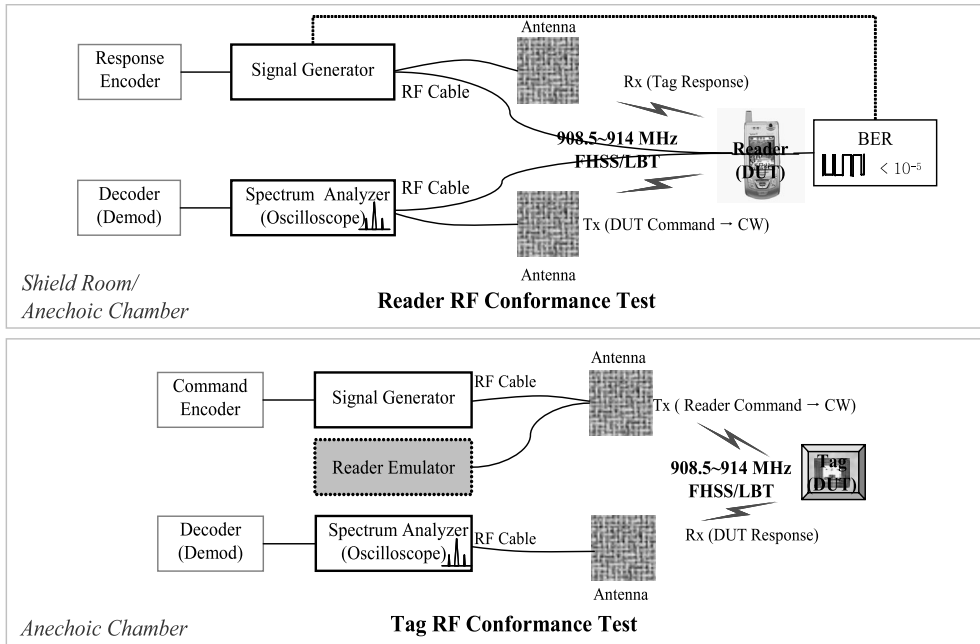 Antenna
Response
Encoder
Signal Generator
RF Cable
Rx (Tag Response)
908.5~914 MHz
FHSS/LBT
Reader
(DUT)
BER
< 10-5
Decoder
(Demod)
Spectrum Analyzer
(Oscilloscope)
RF Cable
Tx (DUT Command → CW)
Antenna
Shield Room/
Anechoic Chamber
Reader RF Conformance Test
Antenna
Command
Encoder
Signal Generator
RF Cable
Tx ( Reader Command → CW)
Reader Emulator
908.5~914 MHz
FHSS/LBT
Tag
(DUT)
Decoder
(Demod)
Spectrum Analyzer
(Oscilloscope)
RF Cable
Rx (DUT Response)
Antenna
Anechoic Chamber
Tag RF Conformance Test